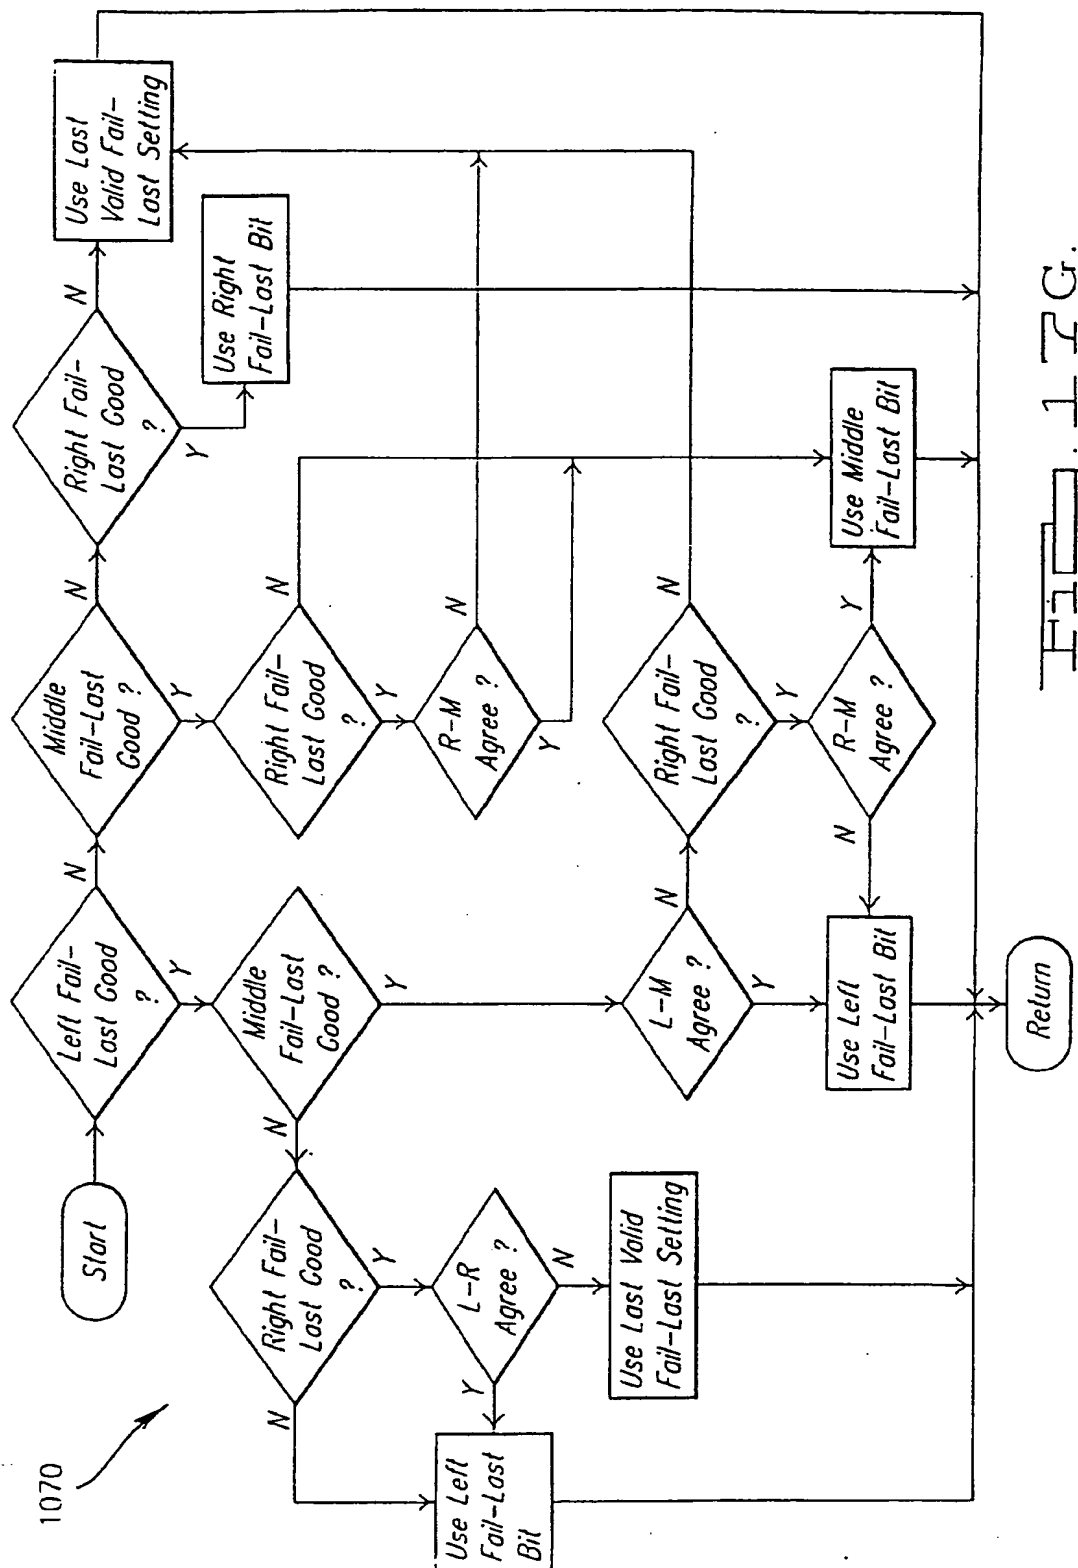 1070
Start
Left Fail-
Last Good
?
N
Y
Middle
Fail-Last
Good ?
N
Y
Right Fail-
Last Good
?
N
Y
Use Last
Valid Fail-
Last Setting
Right Fail-
Last Good
?
N
Y
Middle
Fail-Last
Good ?
N
Y
Right Fail-
Last Good
?
N
Y
Use Right
Fail-Last Bit
Use Left
Fail-Last
Bit
Y
L-R
Agree ?
N
R-M
Agree ?
N
Y
Use Last Valid
Fail-Last Setting
L-M
Agree ?
N
Y
Right Fail-
Last Good
?
N
Y
Use Left
Fail-Last Bit
N
R-M
Agree ?
Y
Use Middle
Fail-Last Bit
Return
Fig. 17G.